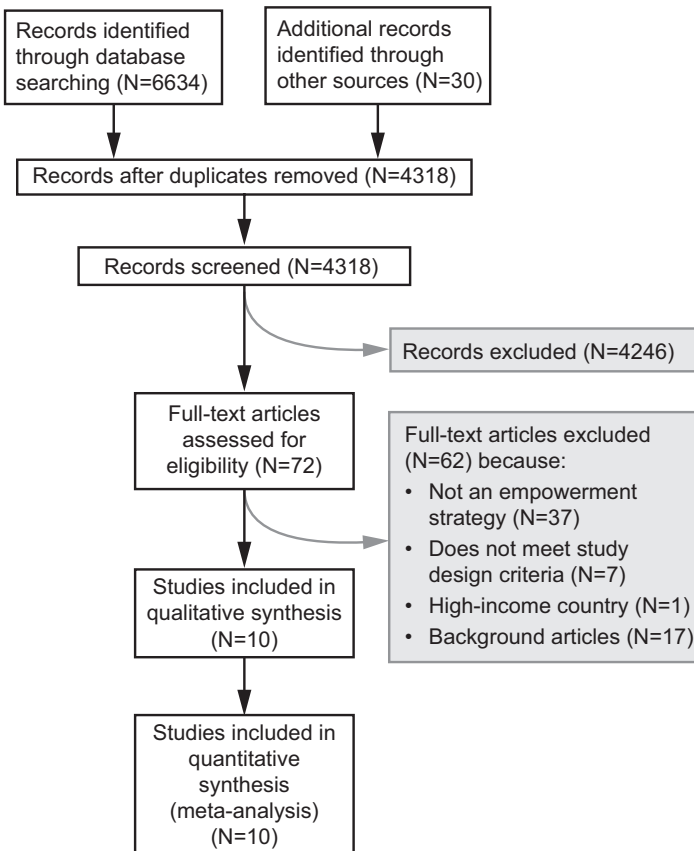 Records identified
through database
searching (N=6634)
Additional records
identified through
other sources (N=30)
Records after duplicates removed (N=4318)
Records screened (N=4318)
Records excluded (N=4246)
Full-text articles
assessed for
eligibility (N=72)
Full-text articles excluded
(N=62) because:
• Not an empowerment
strategy (N=37)
• Does not meet study
design criteria (N=7)
• High-income country (N=1)
• Background articles (N=17)
Studies included in
qualitative synthesis
(N=10)
Studies included in
quantitative
synthesis
(meta-analysis)
(N=10)